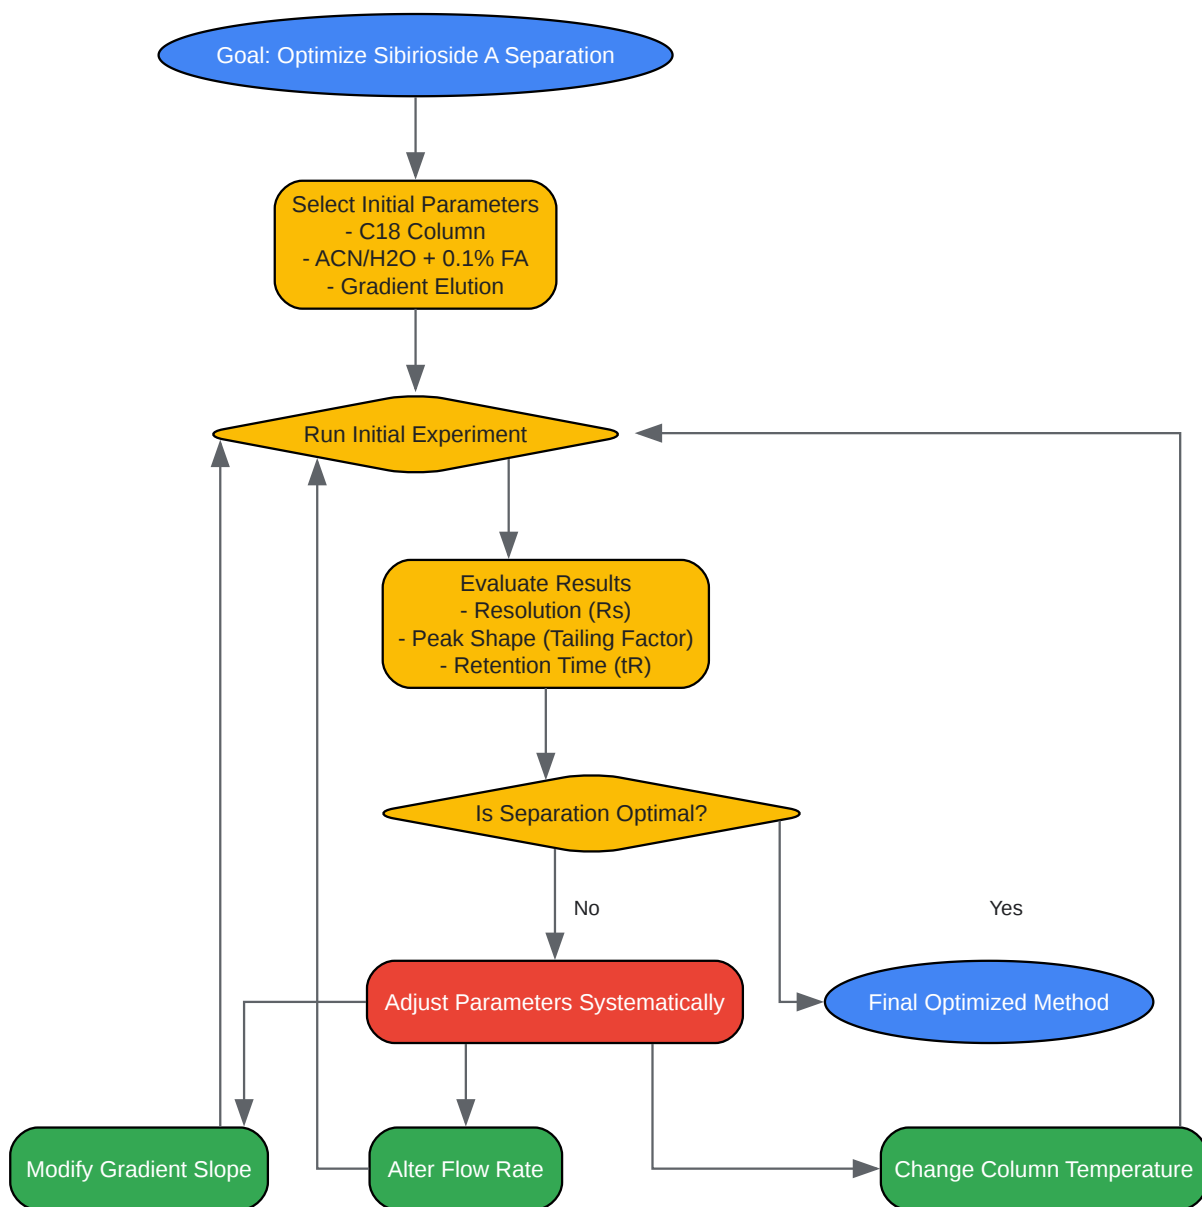 Goal: Optimize Sibirioside A Separation
Select Initial Parameters
- C18 Column
- ACN/H2O + 0.1% FA
- Gradient Elution
Run Initial Experiment
Evaluate Results
- Resolution (Rs)
- Peak Shape (Tailing Factor)
- Retention Time (tR)
Is Separation Optimal?
No
Yes
Adjust Parameters Systematically
Final Optimized Method
Modify Gradient Slope
Alter Flow Rate
Change Column Temperature